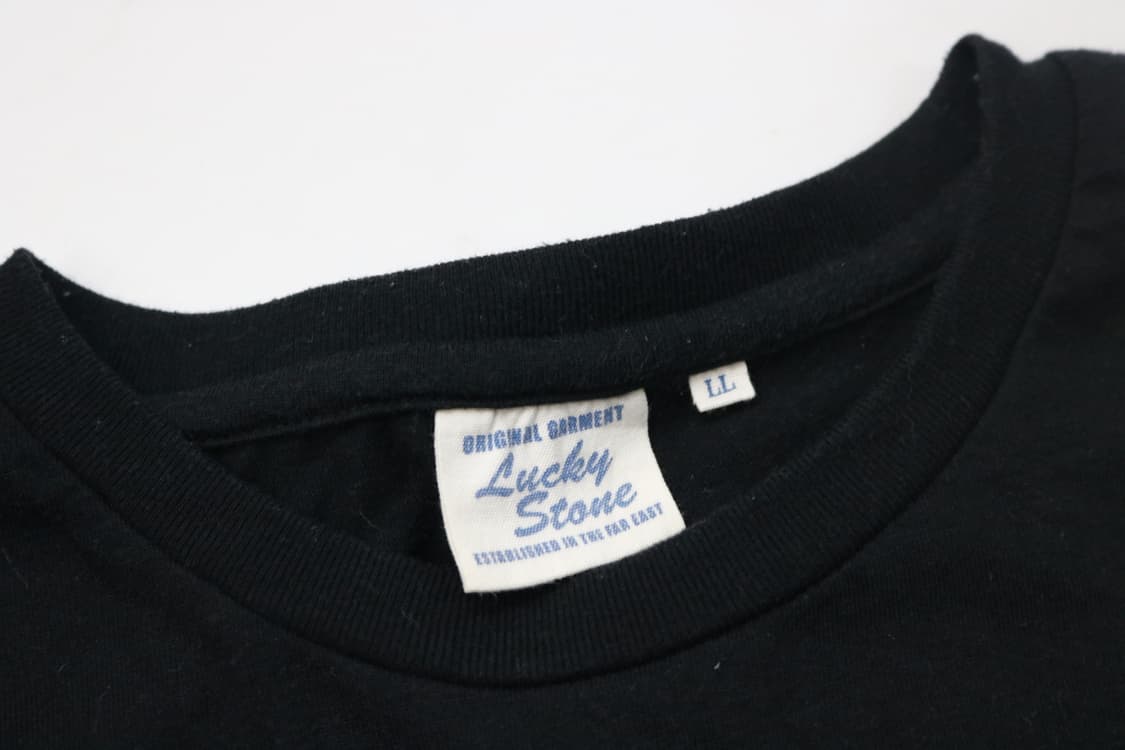 ORIGINAL GARMENT
Lucky
Stone
ESTABLISHED IN THE FAR EAST
LL